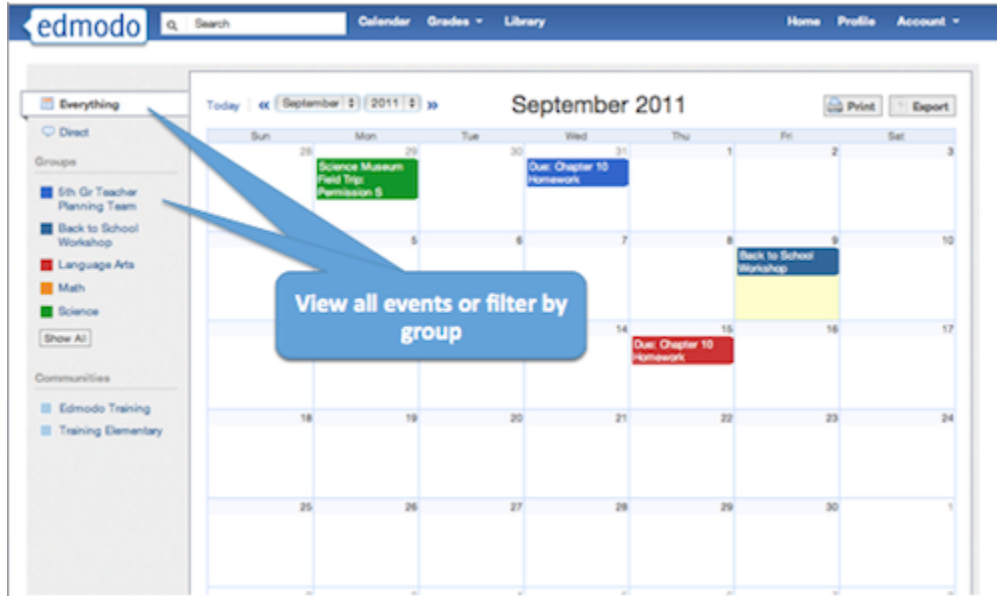 edmodo Search Calendar Grades Library Home Profile Account
Everything
Direct
Groups
5th Gr Teacher
Planning Team
Back to School
Workshop
Language Arts
Math
Science
Show All
Communities
Edmodo Training
Training Elementary
Today « September 2011 » September 2011 Print Export
Sun Mon Tue Wed Thu Fri Sat
28 29 30 31 1 2 3
Science Museum
Field Trip:
Permission S
Due: Chapter 10
Homework
5 6 7 8 9 10
Back to School
Workshop
View all events or filter by
group
14 15 16 17
Due: Chapter 10
Homework
18 19 20 21 22 23 24
25 26 27 28 29 30 1